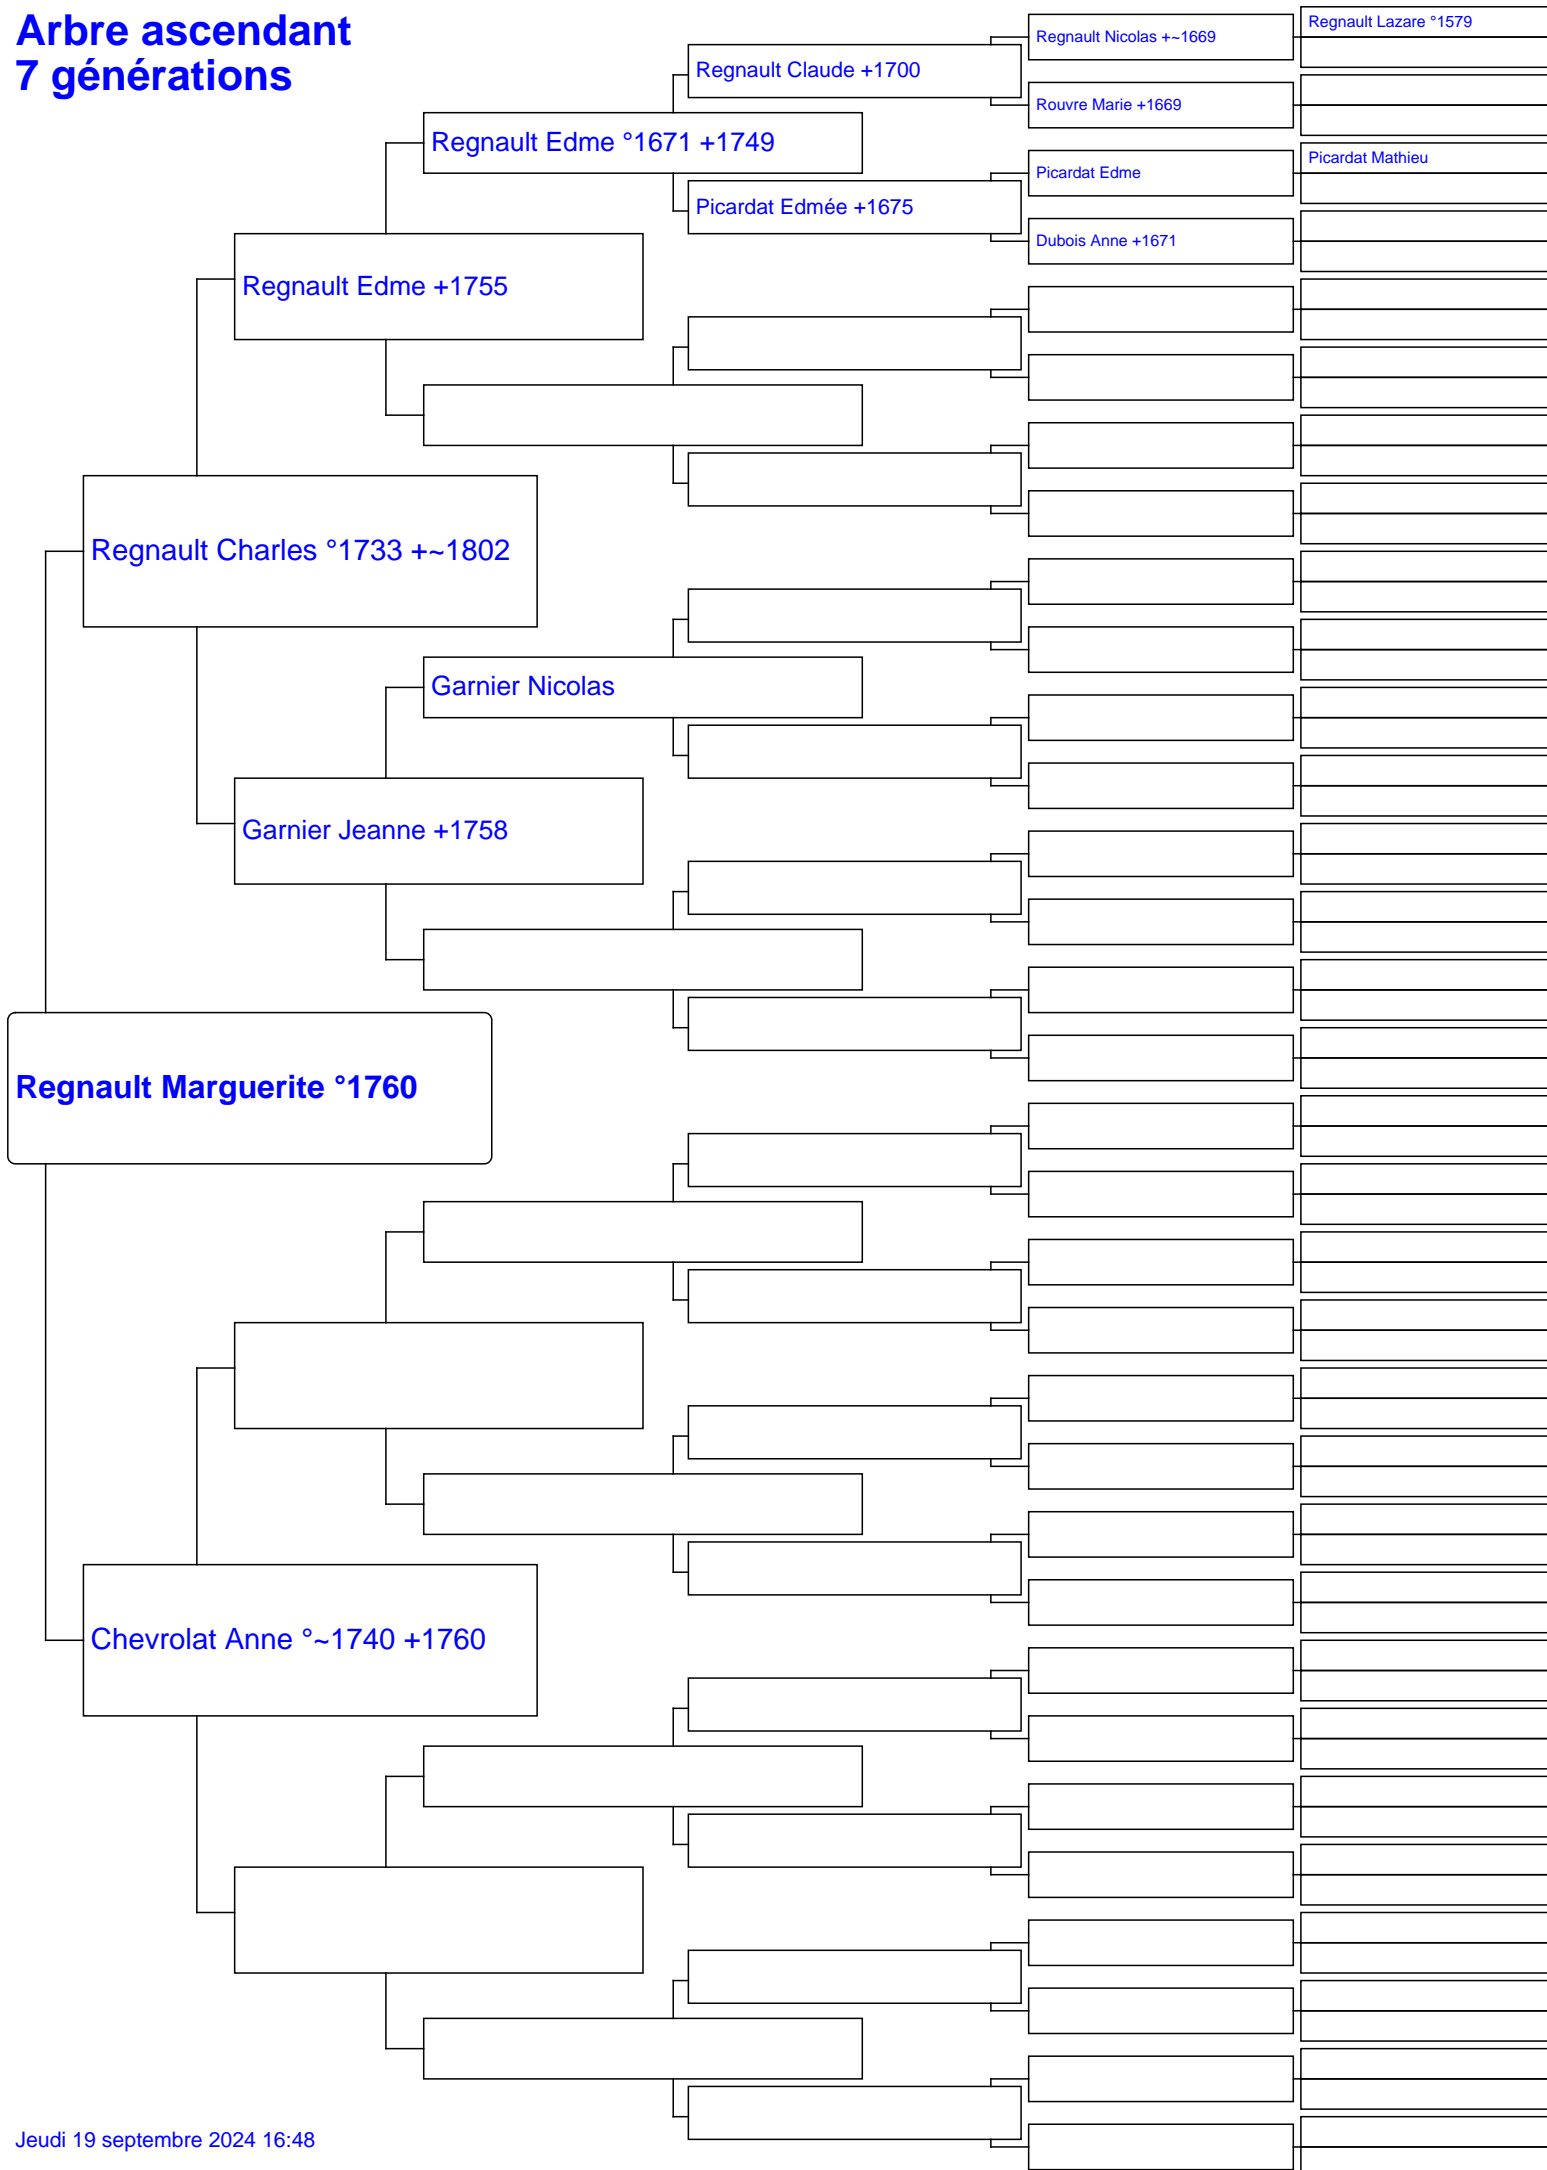 Arbre ascendant
7 générations
Regnault Lazare °1579
Regnault Nicolas +~1669
Regnault Claude +1700
Rouvre Marie +1669
Regnault Edme °1671 +1749
Picardat Mathieu
Picardat Edme
Picardat Edmée +1675
Dubois Anne +1671
Regnault Edme +1755
Regnault Charles °1733 +~1802
Garnier Nicolas
Garnier Jeanne +1758
Regnault Marguerite °1760
Chevrolat Anne °~1740 +1760
Jeudi 19 septembre 2024 16:48